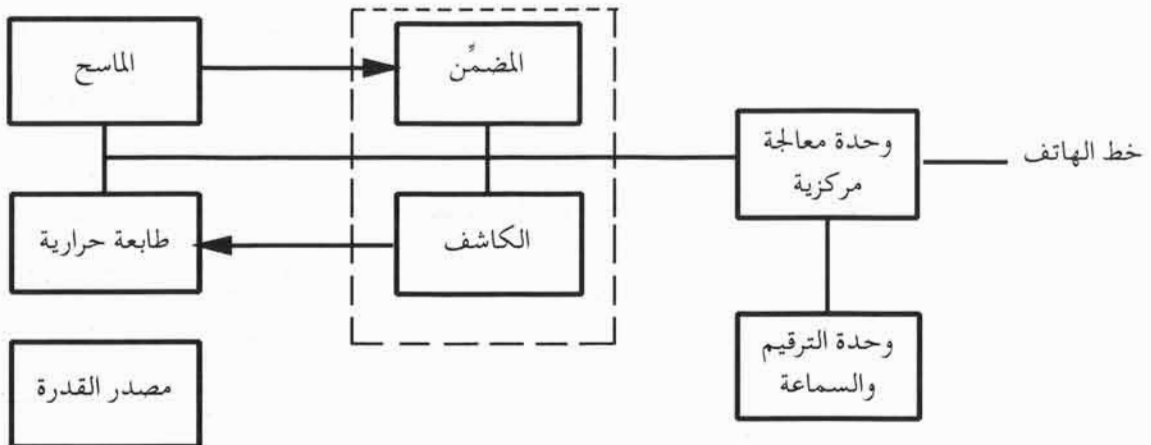 الماسح
المضمِّن
وحدة معالجة
مركزية
خط الهاتف
طابعة حرارية
الكاشف
وحدة الترقيم
والسماعة
مصدر القدرة